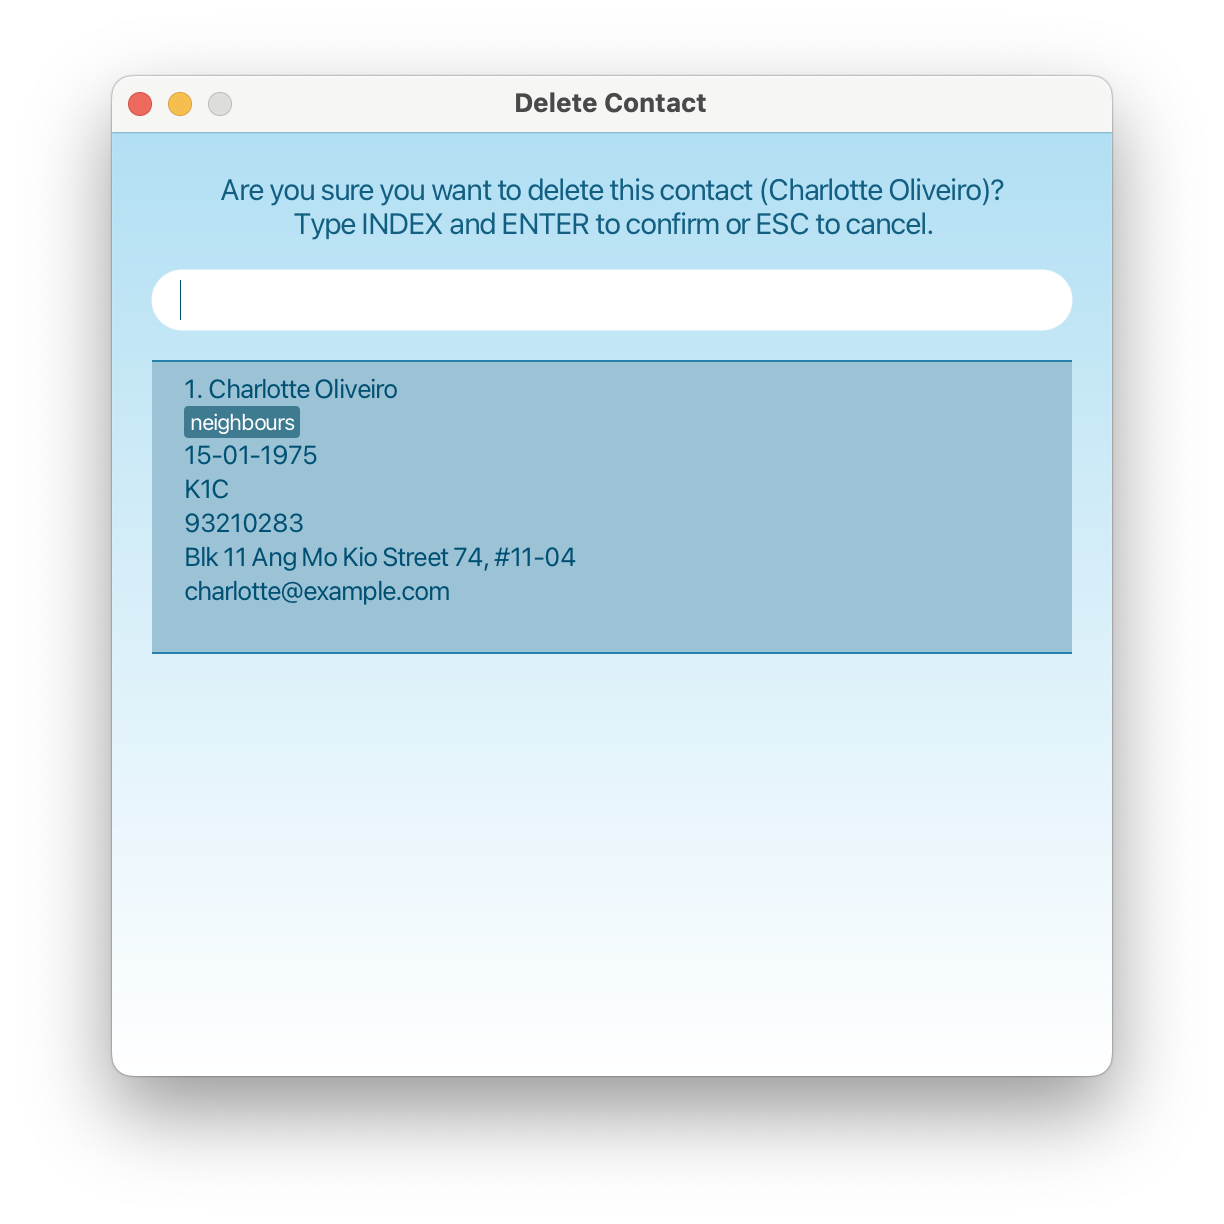 Delete Contact
Are you sure you want to delete this contact (Charlotte Oliveiro)?
Type INDEX and ENTER to confirm or ESC to cancel.
1. Charlotte Oliveiro
neighbours
15-01-1975
K1C
93210283
Blk 11 Ang Mo Kio Street 74, #11-04
charlotte@example.com